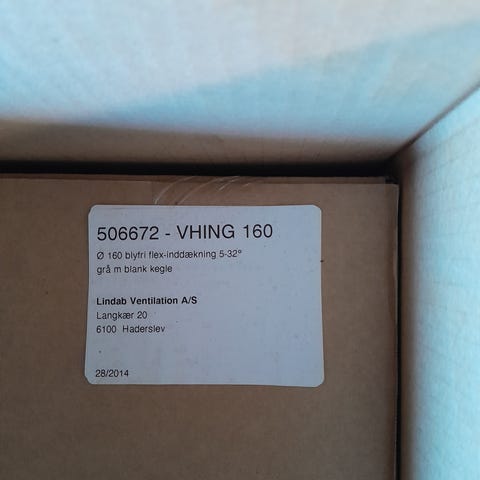 506672 - VHING 160
Ø 160 blyfri flex-inddækning 5-32°
grå m blank kegle
Lindab Ventilation A/S
Langkær 20
6100 Haderslev
28/2014